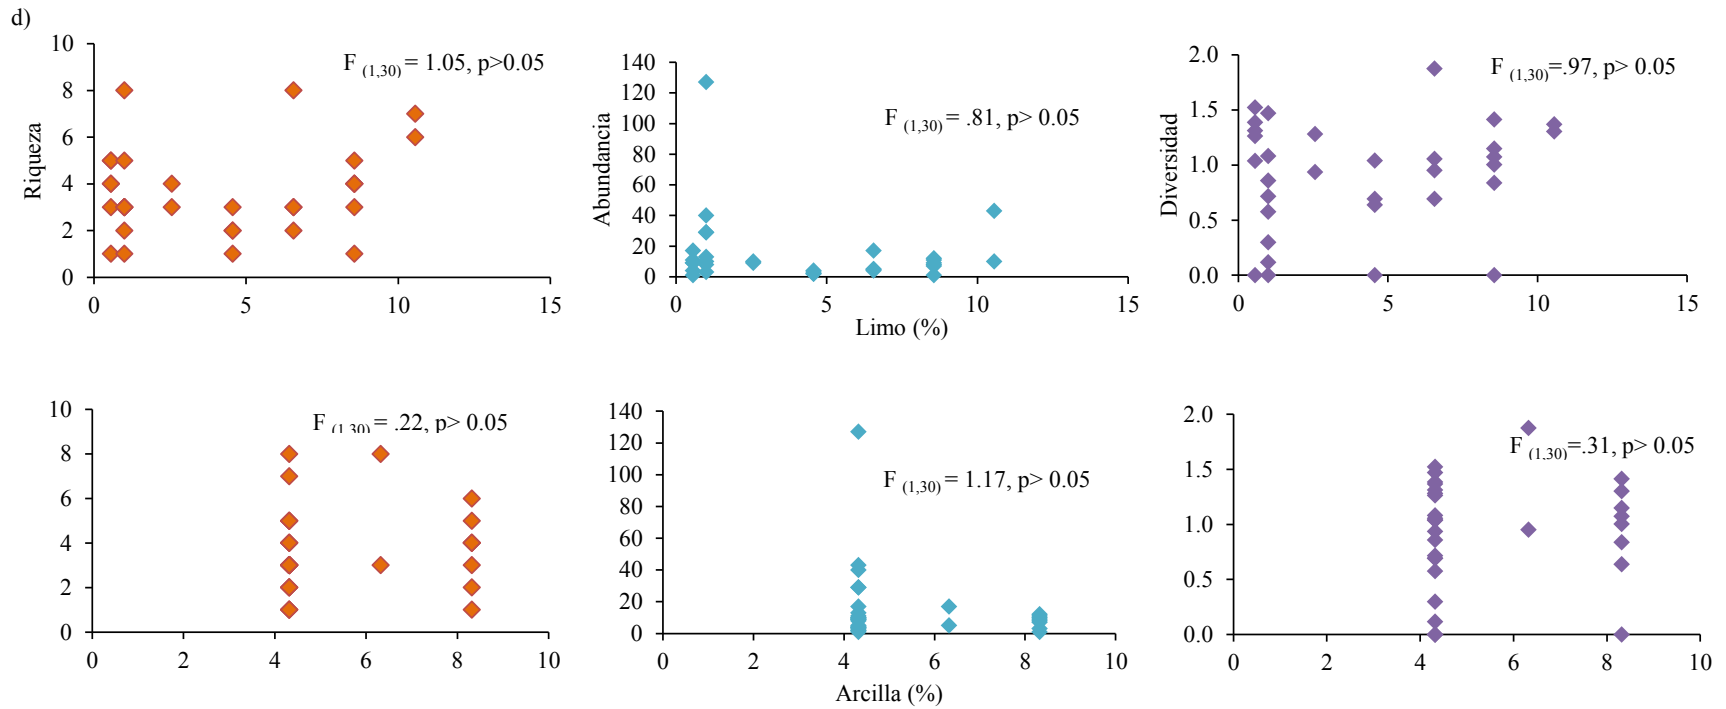 d)
10
8
6
4
2
0
0 5 10 15
Riqueza
F (1,30) = 1.05, p>0.05
140
120
100
80
60
40
20
0
0 5 10 15
Abundancia
F (1,30) = .81, p> 0.05
Limo (%)
2.0
1.5
1.0
0.5
0.0
0 5 10 15
Diversidad
F (1,30)=.97, p> 0.05
10
8
6
4
2
0
0 2 4 6 8 10
F (1,30) = .22, p> 0.05
140
120
100
80
60
40
20
0
0 2 4 6 8 10
F (1,30) = 1.17, p> 0.05
Arcilla (%)
2.0
1.5
1.0
0.5
0.0
0 2 4 6 8 10
F (1,30)=.31, p> 0.05